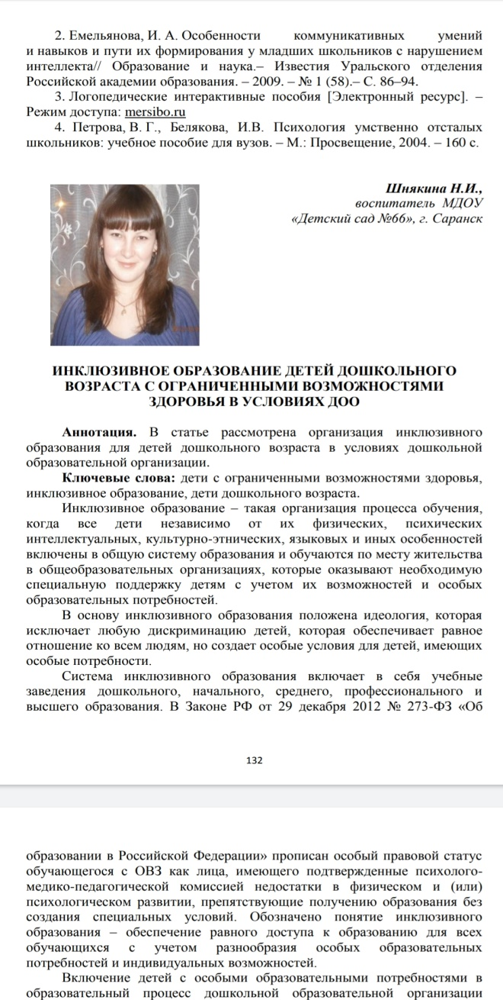 2. Емельянова, И. А. Особенности коммуникативных умений
и навыков и пути их формирования у младших школьников с нарушением
интеллекта// Образование и наука.– Известия Уральского отделения
Российской академии образования. – 2009. – № 1 (58).– С. 86–94.
3. Логопедические интерактивные пособия [Электронный ресурс]. –
Режим доступа: mersibo.ru
4. Петрова, В. Г., Белякова, И.В. Психология умственно отсталых
школьников: учебное пособие для вузов. – М.: Просвещение, 2004. – 160 с.
Шнякина Н.И.,
воспитатель МДОУ
«Детский сад №66», г. Саранск
ИНКЛЮЗИВНОЕ ОБРАЗОВАНИЕ ДЕТЕЙ ДОШКОЛЬНОГО
ВОЗРАСТА С ОГРАНИЧЕННЫМИ ВОЗМОЖНОСТЯМИ
ЗДОРОВЬЯ В УСЛОВИЯХ ДОО
Аннотация. В статье рассмотрена организация инклюзивного
образования для детей дошкольного возраста в условиях дошкольной
образовательной организации.
Ключевые слова: дети с ограниченными возможностями здоровья,
инклюзивное образование, дети дошкольного возраста.
Инклюзивное образование – такая организация процесса обучения,
когда все дети независимо от их физических, психических
интеллектуальных, культурно-этнических, языковых и иных особенностей
включены в общую систему образования и обучаются по месту жительства
в общеобразовательных организациях, которые оказывают необходимую
специальную поддержку детям с учетом их возможностей и особых
образовательных потребностей.
В основу инклюзивного образования положена идеология, которая
исключает любую дискриминацию детей, которая обеспечивает равное
отношение ко всем людям, но создает особые условия для детей, имеющих
особые потребности.
Система инклюзивного образования включает в себя учебные
заведения дошкольного, начального, среднего, профессионального и
высшего образования. В Законе РФ от 29 декабря 2012 № 273-ФЗ «Об
132
образовании в Российской Федерации» прописан особый правовой статус
обучающегося с ОВЗ как лица, имеющего подтвержденные психолого-
медико-педагогической комиссией недостатки в физическом и (или)
психологическом развитии, препятствующие получению образования без
создания специальных условий. Обозначено понятие инклюзивного
образования – обеспечение равного доступа к образованию для всех
обучающихся с учетом разнообразия особых образовательных
потребностей и индивидуальных возможностей.
Включение детей с особыми образовательными потребностями в
образовательный процесс дошкольной образовательной организации